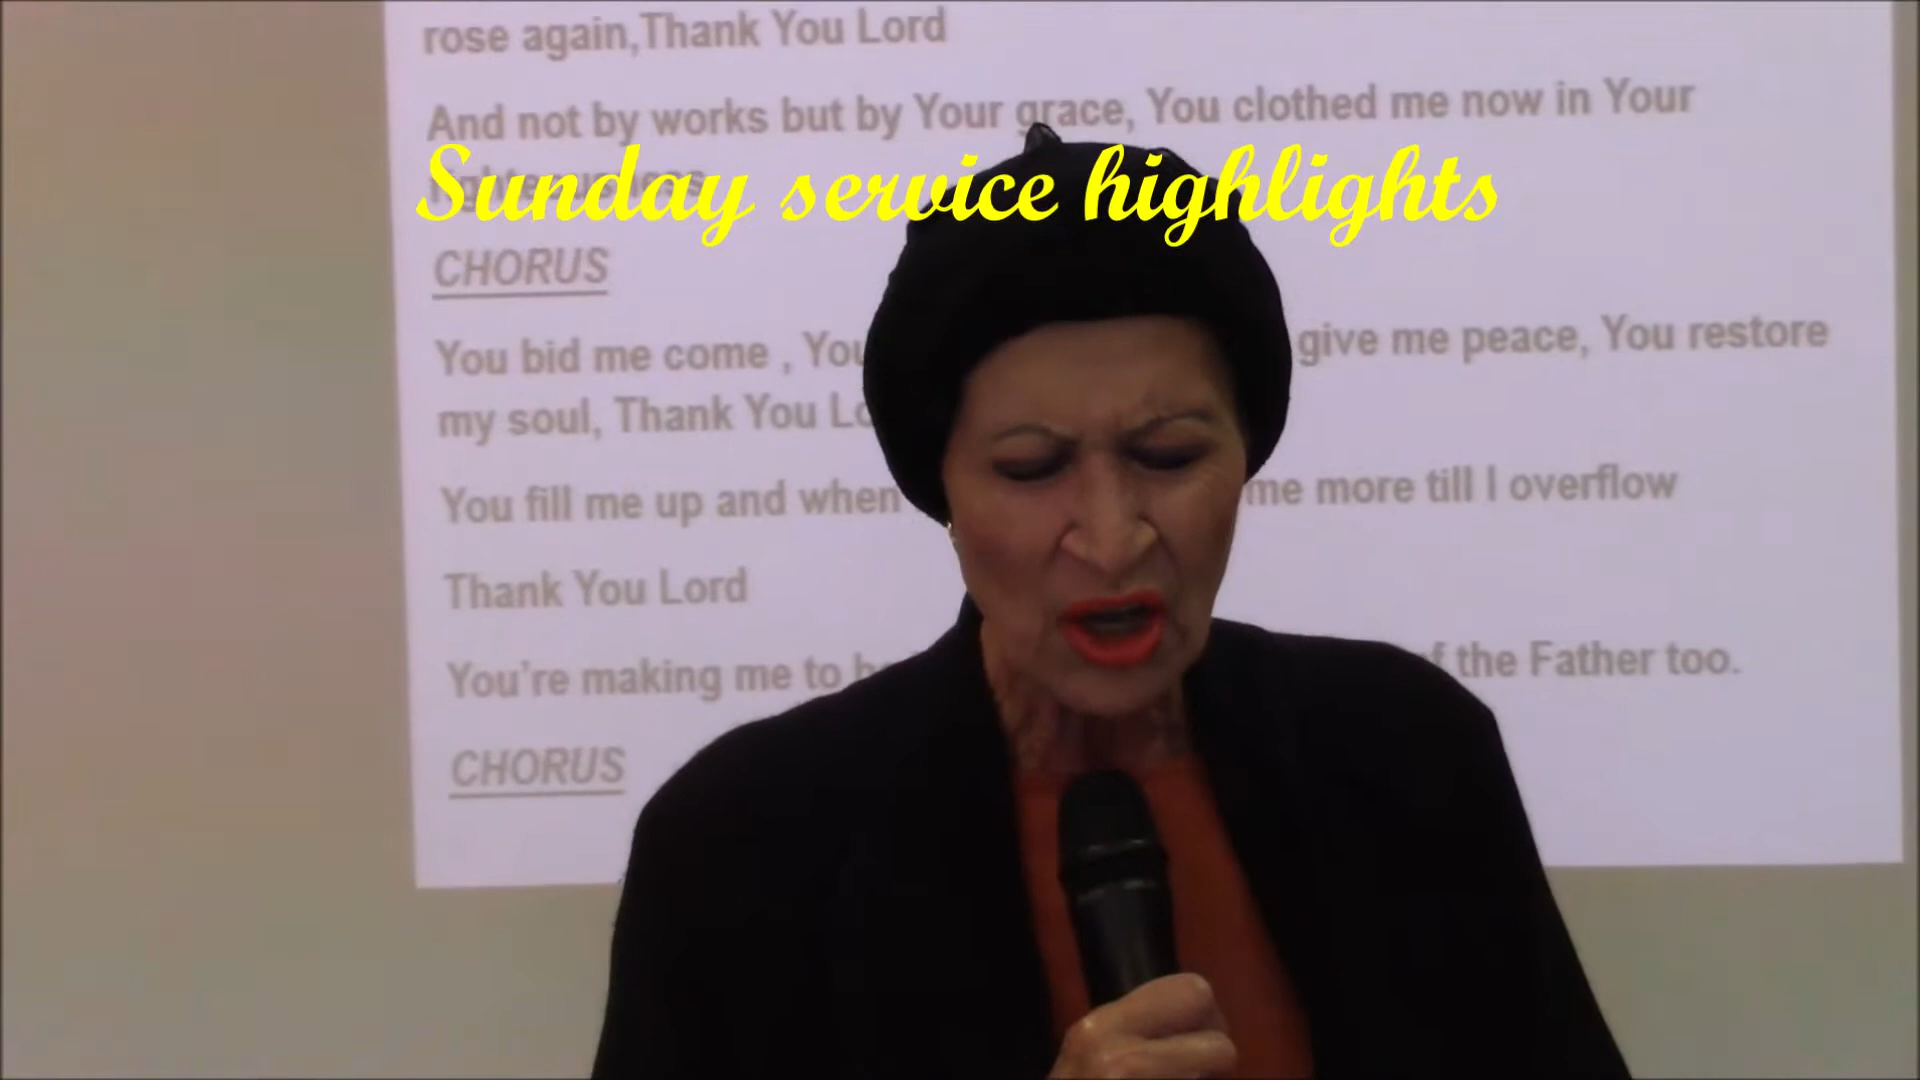 rose again,Thank You Lord
And not by works but by Your grace, You clothed me now in Your
Sunday service highlights
CHORUS
You bid me come , You give me peace, You restore
my soul, Thank You
You fill me up and when me more till I overflow
Thank You Lord
You're making me to the Father too.
CHORUS